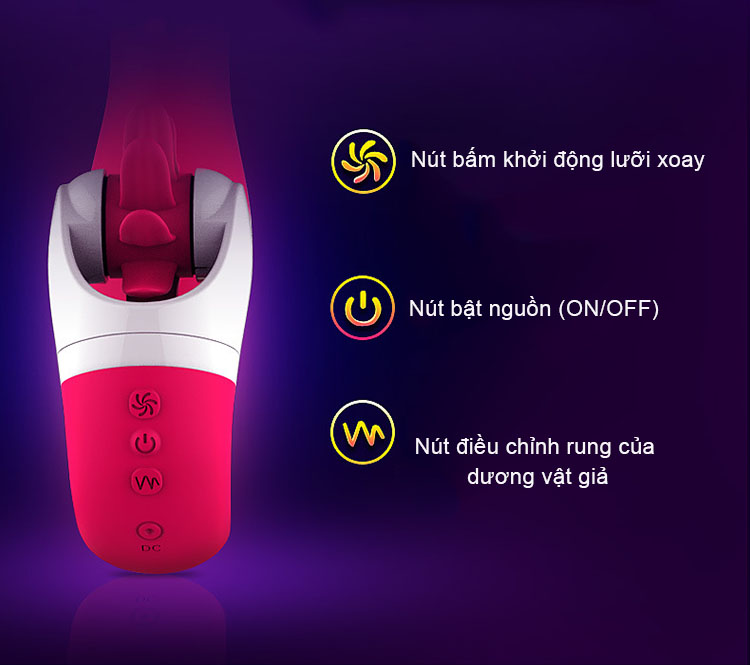 Nút bấm khởi động lưỡi xoay
Nút bật nguồn (ON/OFF)
Nút điều chỉnh rung của
dương vật giả
DC